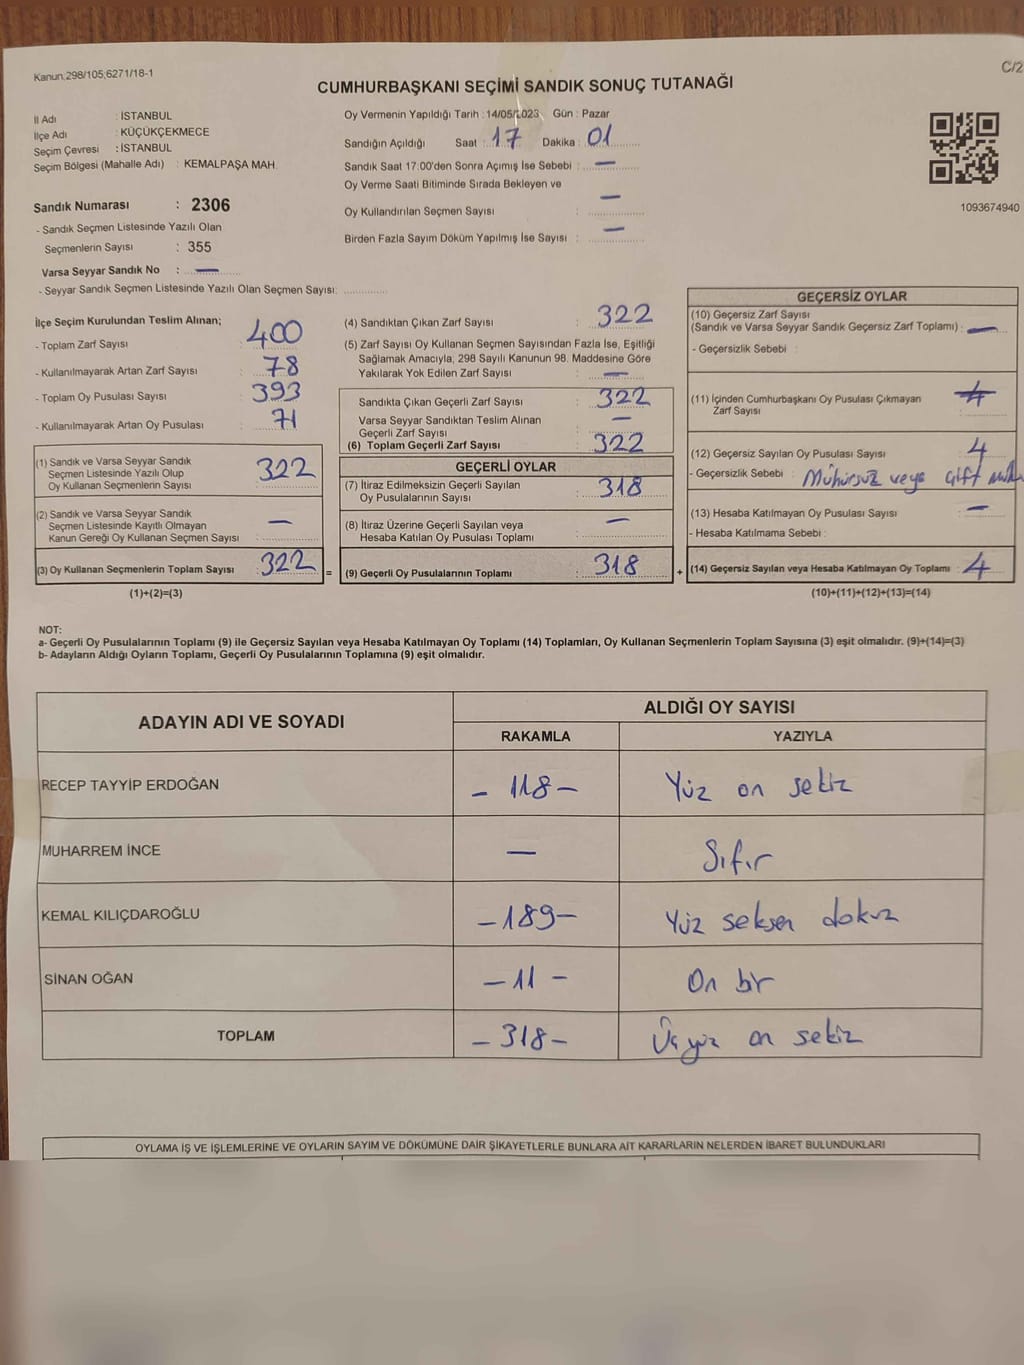 Kanun:298/105;6271/18-1
C/2
CUMHURBAŞKANI SEÇİMİ SANDIK SONUÇ TUTANAĞI
İl Adı : İSTANBUL
İlçe Adı : KÜÇÜKÇEKMECE
Seçim Çevresi : İSTANBUL
Seçim Bölgesi (Mahalle Adı) : KEMALPAŞA MAH.
Sandık Numarası : 2306
- Sandık Seçmen Listesinde Yazılı Olan
Seçmenlerin Sayısı : 355
Varsa Seyyar Sandık No : —
- Seyyar Sandık Seçmen Listesinde Yazılı Olan Seçmen Sayısı:
Oy Vermenin Yapıldığı Tarih : 14/05/2023 Gün : Pazar
Sandığın Açıldığı Saat : 17 Dakika : 01
Sandık Saat 17:00'den Sonra Açımış İse Sebebi : —
Oy Verme Saati Bitiminde Sırada Bekleyen ve
Oy Kullandırılan Seçmen Sayısı : —
Birden Fazla Sayım Döküm Yapılmış İse Sayısı : —
1093674940
İlçe Seçim Kurulundan Teslim Alınan;
- Toplam Zarf Sayısı : 400
- Kullanılmayarak Artan Zarf Sayısı : 78
- Toplam Oy Pusulası Sayısı : 393
- Kullanılmayarak Artan Oy Pusulası : 71
(1) Sandık ve Varsa Seyyar Sandık
Seçmen Listesinde Yazılı Olup
Oy Kullanan Seçmenlerin Sayısı : 322
(2) Sandık ve Varsa Seyyar Sandık
Seçmen Listesinde Kayıtlı Olmayan
Kanun Gereği Oy Kullanan Seçmen Sayısı : —
(3) Oy Kullanan Seçmenlerin Toplam Sayısı : 322 =
(1)+(2)=(3)
(4) Sandıktan Çıkan Zarf Sayısı : 322
(5) Zarf Sayısı Oy Kullanan Seçmen Sayısından Fazla İse, Eşitliği
Sağlamak Amacıyla, 298 Sayılı Kanunun 98. Maddesine Göre
Yakılarak Yok Edilen Zarf Sayısı : —
Sandıkta Çıkan Geçerli Zarf Sayısı : 322
Varsa Seyyar Sandıktan Teslim Alınan
Geçerli Zarf Sayısı : —
(6) Toplam Geçerli Zarf Sayısı : 322
GEÇERLİ OYLAR
(7) İtiraz Edilmeksizin Geçerli Sayılan
Oy Pusulalarının Sayısı : 318
(8) İtiraz Üzerine Geçerli Sayılan veya
Hesaba Katılan Oy Pusulası Toplamı : —
(9) Geçerli Oy Pusulalarının Toplamı : 318 +
GEÇERSİZ OYLAR
(10) Geçersiz Zarf Sayısı
(Sandık ve Varsa Seyyar Sandık Geçersiz Zarf Toplamı) : —
- Geçersizlik Sebebi :
(11) İçinden Cumhurbaşkanı Oy Pusulası Çıkmayan
Zarf Sayısı :
(12) Geçersiz Sayılan Oy Pusulası Sayısı : 4
- Geçersizlik Sebebi : Mühürsüz veya çift
(13) Hesaba Katılmayan Oy Pusulası Sayısı : —
- Hesaba Katılmama Sebebi :
(14) Geçersiz Sayılan veya Hesaba Katılmayan Oy Toplamı : 4
(10)+(11)+(12)+(13)=(14)
NOT:
a- Geçerli Oy Pusulalarının Toplamı (9) ile Geçersiz Sayılan veya Hesaba Katılmayan Oy Toplamı (14) Toplamları, Oy Kullanan Seçmenlerin Toplam Sayısına (3) eşit olmalıdır. (9)+(14)=(3)
b- Adayların Aldığı Oyların Toplamı, Geçerli Oy Pusulalarının Toplamına (9) eşit olmalıdır.
ADAYIN ADI VE SOYADI
ALDIĞI OY SAYISI
RAKAMLA YAZIYLA
RECEP TAYYİP ERDOĞAN – 118 – Yüz on sekiz
MUHARREM İNCE — Sıfır
KEMAL KILIÇDAROĞLU – 189 – Yüz seksen dokuz
SİNAN OĞAN – 11 – On bir
TOPLAM – 318 – Üçyüz on sekiz
OYLAMA İŞ VE İŞLEMLERİNE VE OYLARIN SAYIM VE DÖKÜMÜNE DAİR ŞİKAYETLERLE BUNLARA AİT KARARLARIN NELERDEN İBARET BULUNDUKLARI